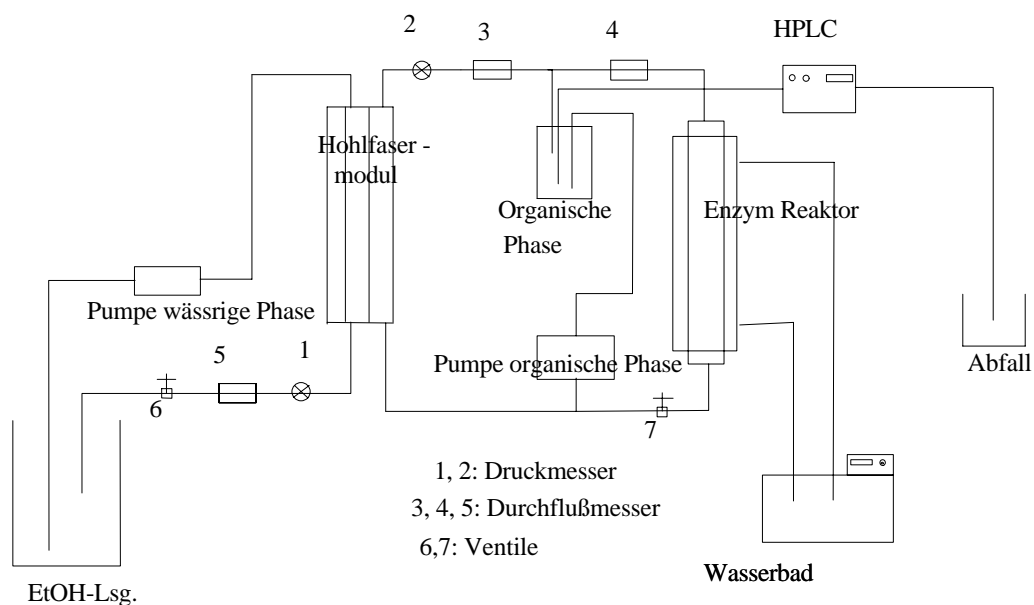 HPLC
2
3
4
Hohlfaser -
modul
Organische
Phase
Enzym Reaktor
Pumpe wässrige Phase
Pumpe organische Phase
Abfall
5
1
6
7
1, 2: Druckmesser
3, 4, 5: Durchflußmesser
6,7: Ventile
Wasserbad
EtOH-Lsg.